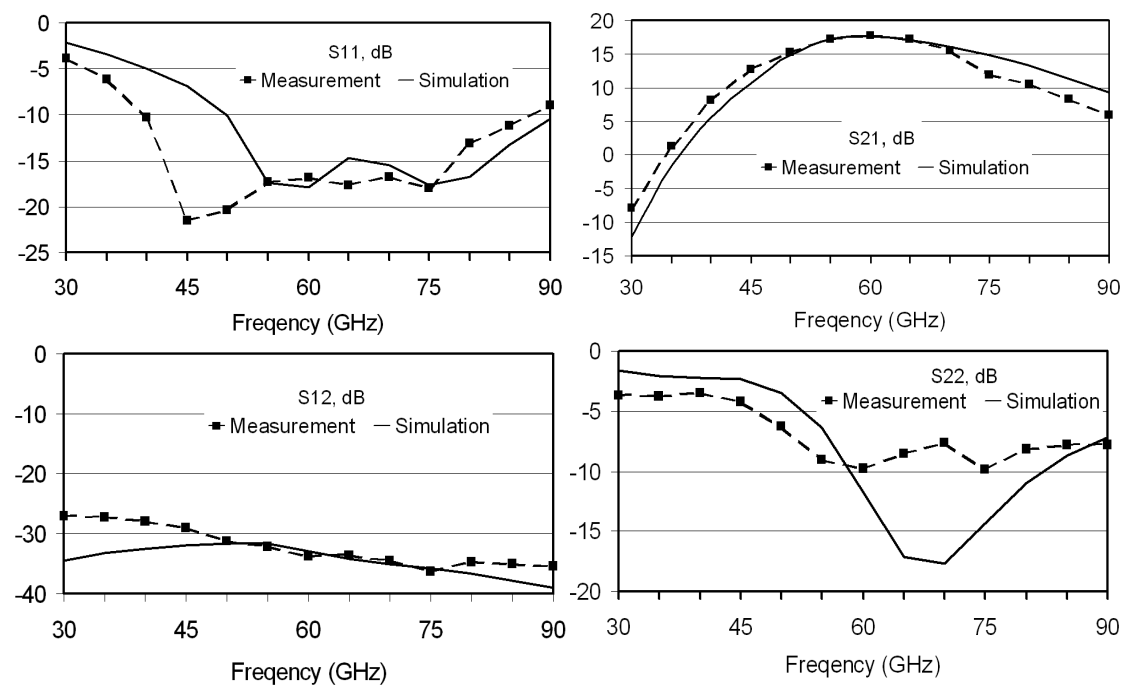 0
-5
-10
-15
-20
-25
S11, dB
Measurement Simulation
30 45 60 75 90
Freqency (GHz)
20
15
10
5
0
-5
-10
-15
S21, dB
Measurement Simulation
30 45 60 75 90
Freqency (GHz)
0
-10
-20
-30
-40
S12, dB
Measurement Simulation
30 45 60 75 90
Freqency (GHz)
0
-5
-10
-15
-20
S22, dB
Measurement Simulation
30 45 60 75 90
Freqency (GHz)